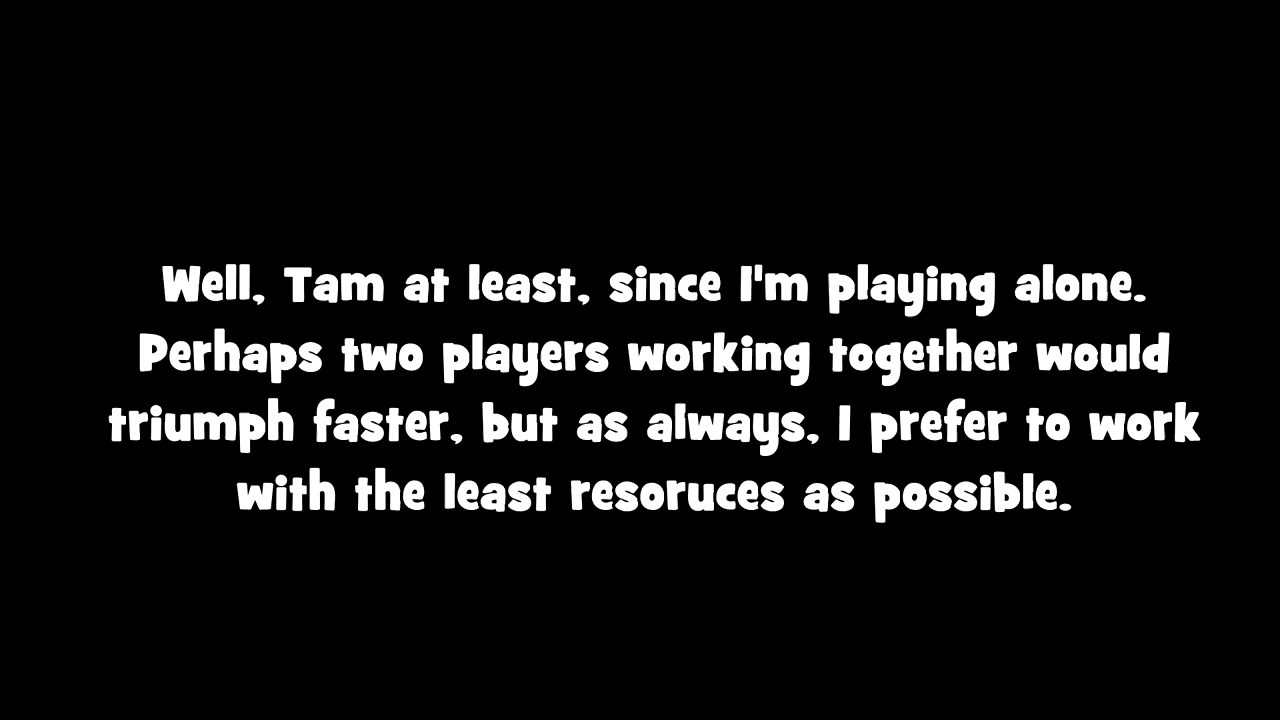 Well, Tam at least, since I'm playing alone.
Perhaps two players working together would
triumph faster, but as always, I prefer to work
with the least resoruces as possible.